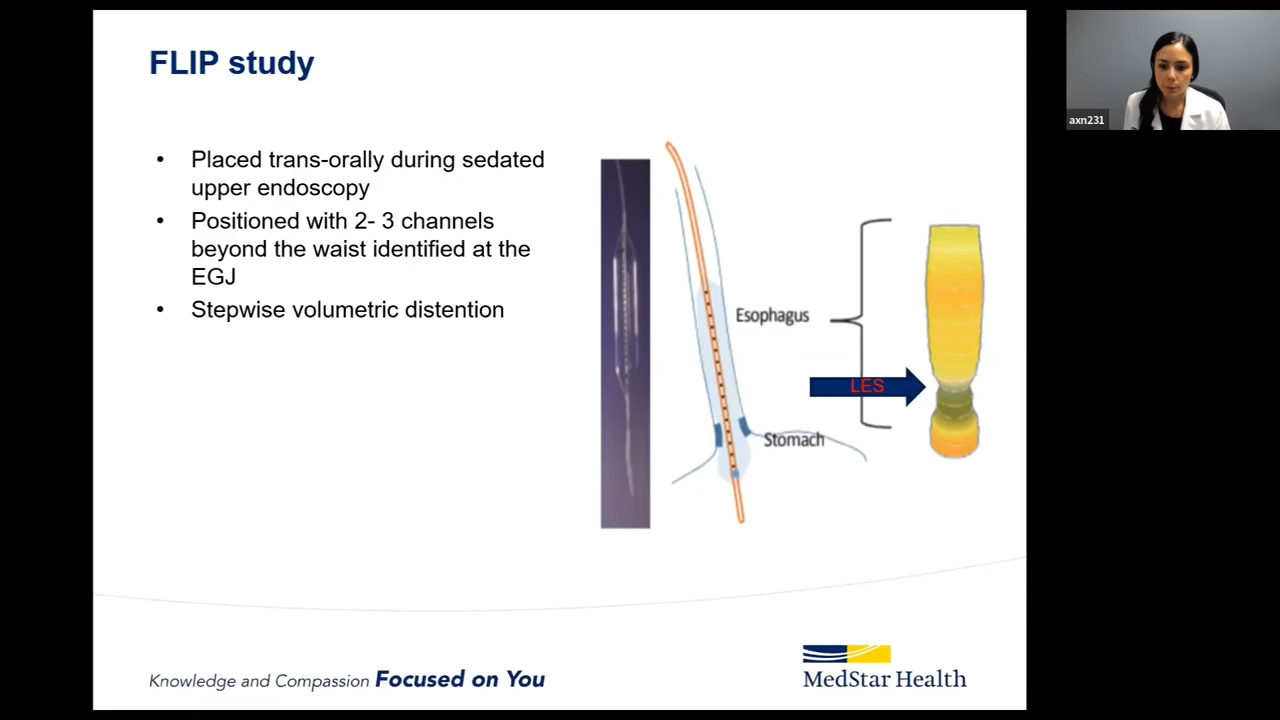 FLIP study
• Placed trans-orally during sedated
upper endoscopy
• Positioned with 2- 3 channels
beyond the waist identified at the
EGJ
• Stepwise volumetric distention
Esophagus
LES
Stomach
Knowledge and Compassion Focused on You
MedStar Health
axn231